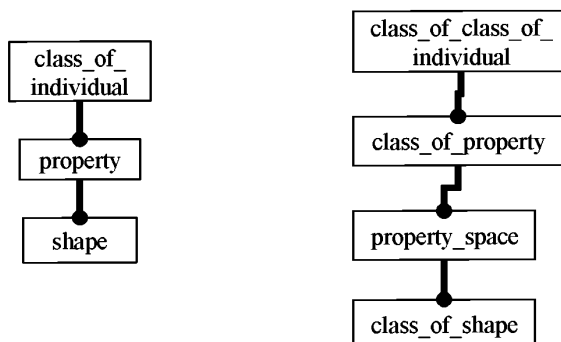 class_of_
individual
property
shape
class_of_class_of_
individual
class_of_property
property_space
class_of_shape